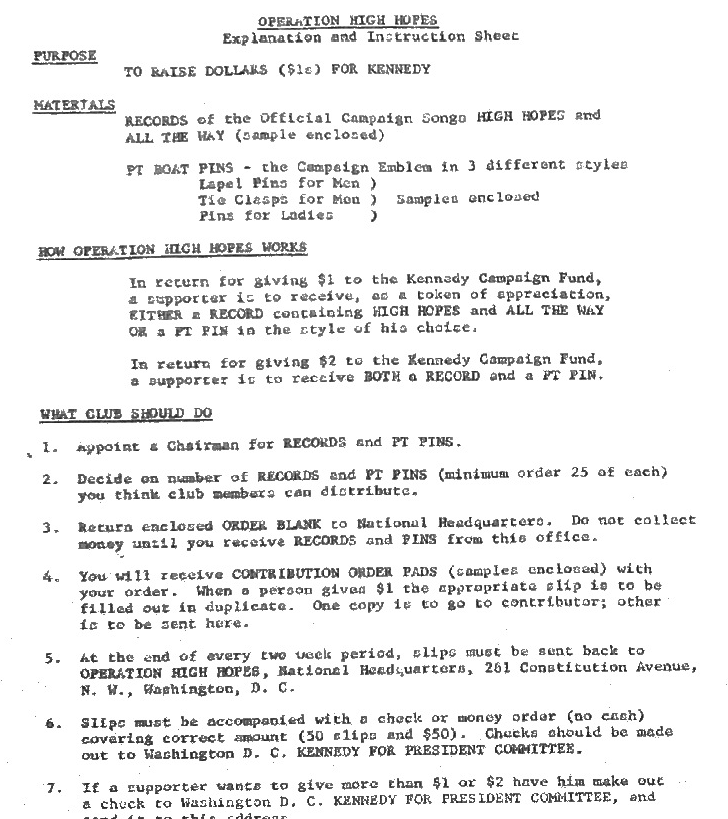 OPERATION HIGH HOPES
Explanation and Instruction Sheet
PURPOSE
TO RAISE DOLLARS ($1s) FOR KENNEDY
MATERIALS
RECORDS of the Official Campaign Songs HIGH HOPES and
ALL THE WAY (sample enclosed)
PT BOAT PINS - the Campaign Emblem in 3 different styles
Lapel Pins for Men )
Tie Clasps for Men ) Samples enclosed
Pins for Ladies )
HOW OPERATION HIGH HOPES WORKS
In return for giving $1 to the Kennedy Campaign Fund,
a supporter is to receive, as a token of appreciation,
EITHER a RECORD containing HIGH HOPES and ALL THE WAY
OR a PT PIN in the style of his choice.
In return for giving $2 to the Kennedy Campaign Fund,
a supporter is to receive BOTH a RECORD and a PT PIN.
WHAT CLUB SHOULD DO
1. Appoint a Chairman for RECORDS and PT PINS.
2. Decide on number of RECORDS and PT PINS (minimum order 25 of each)
you think club members can distribute.
3. Return enclosed ORDER BLANK to National Headquarters. Do not collect
money until you receive RECORDS and PINS from this office.
4. You will receive CONTRIBUTION ORDER PADS (samples enclosed) with
your order. When a person gives $1 the appropriate slip is to be
filled out in duplicate. One copy is to go to contributor; other
is to be sent here.
5. At the end of every two week period, slips must be sent back to
OPERATION HIGH HOPES, National Headquarters, 261 Constitution Avenue,
N. W., Washington, D. C.
6. Slips must be accompanied with a check or money order (no cash)
covering correct amount (50 slips and $50). Checks should be made
out to Washington D. C. KENNEDY FOR PRESIDENT COMMITTEE.
7. If a supporter wants to give more than $1 or $2 have him make out
a check to Washington D. C. KENNEDY FOR PRESIDENT COMMITTEE, and
send it to this address